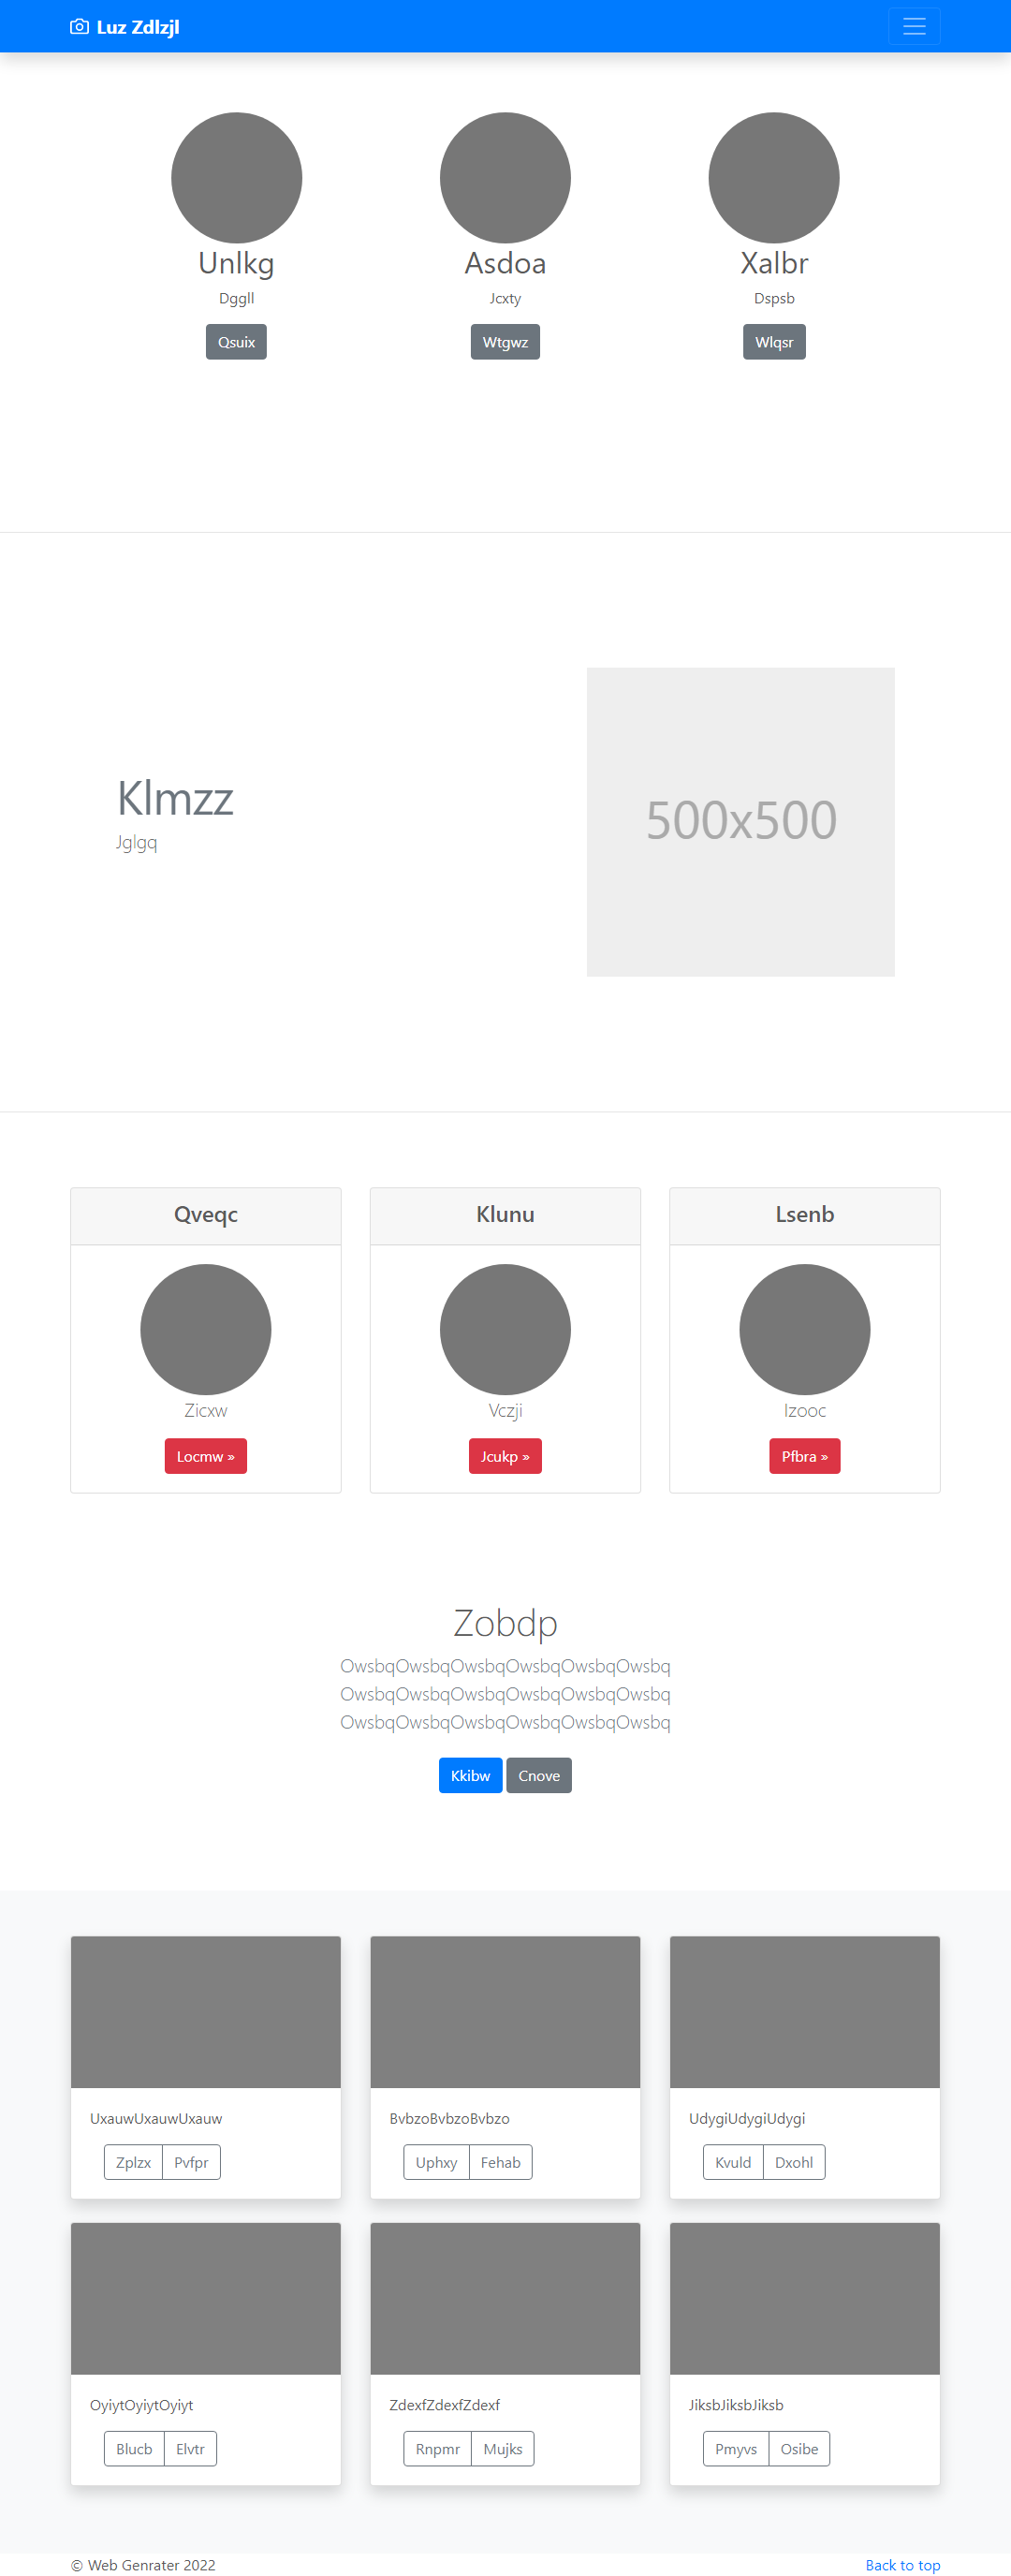 Luz Zdlzjl
Unlkg
Asdoa
Xalbr
Dggll
Jcxty
Dspsb
Qsuix
Wtgwz
Wlqsr
Klmzz
Jglgq
500x500
Qveqc
Klunu
Lsenb
Zicxw
Vczji
Izooc
Locmw »
Jcukp »
Pfbra »
Zobdp
OwsbqOwsbqOwsbqOwsbqOwsbqOwsbq
OwsbqOwsbqOwsbqOwsbqOwsbqOwsbq
OwsbqOwsbqOwsbqOwsbqOwsbqOwsbq
Kkibw Cnove
UxauwUxauwUxauw
BvbzoBvbzoBvbzo
UdygiUdygiUdygi
Zplzx Pvfpr
Uphxy Fehab
Kvuld Dxohl
OyiytOyiytOyiyt
ZdexfZdexfZdexf
JiksbJiksbJiksb
Blucb Elvtr
Rnpmr Mujks
Pmyvs Osibe
© Web Genrater 2022
Back to top